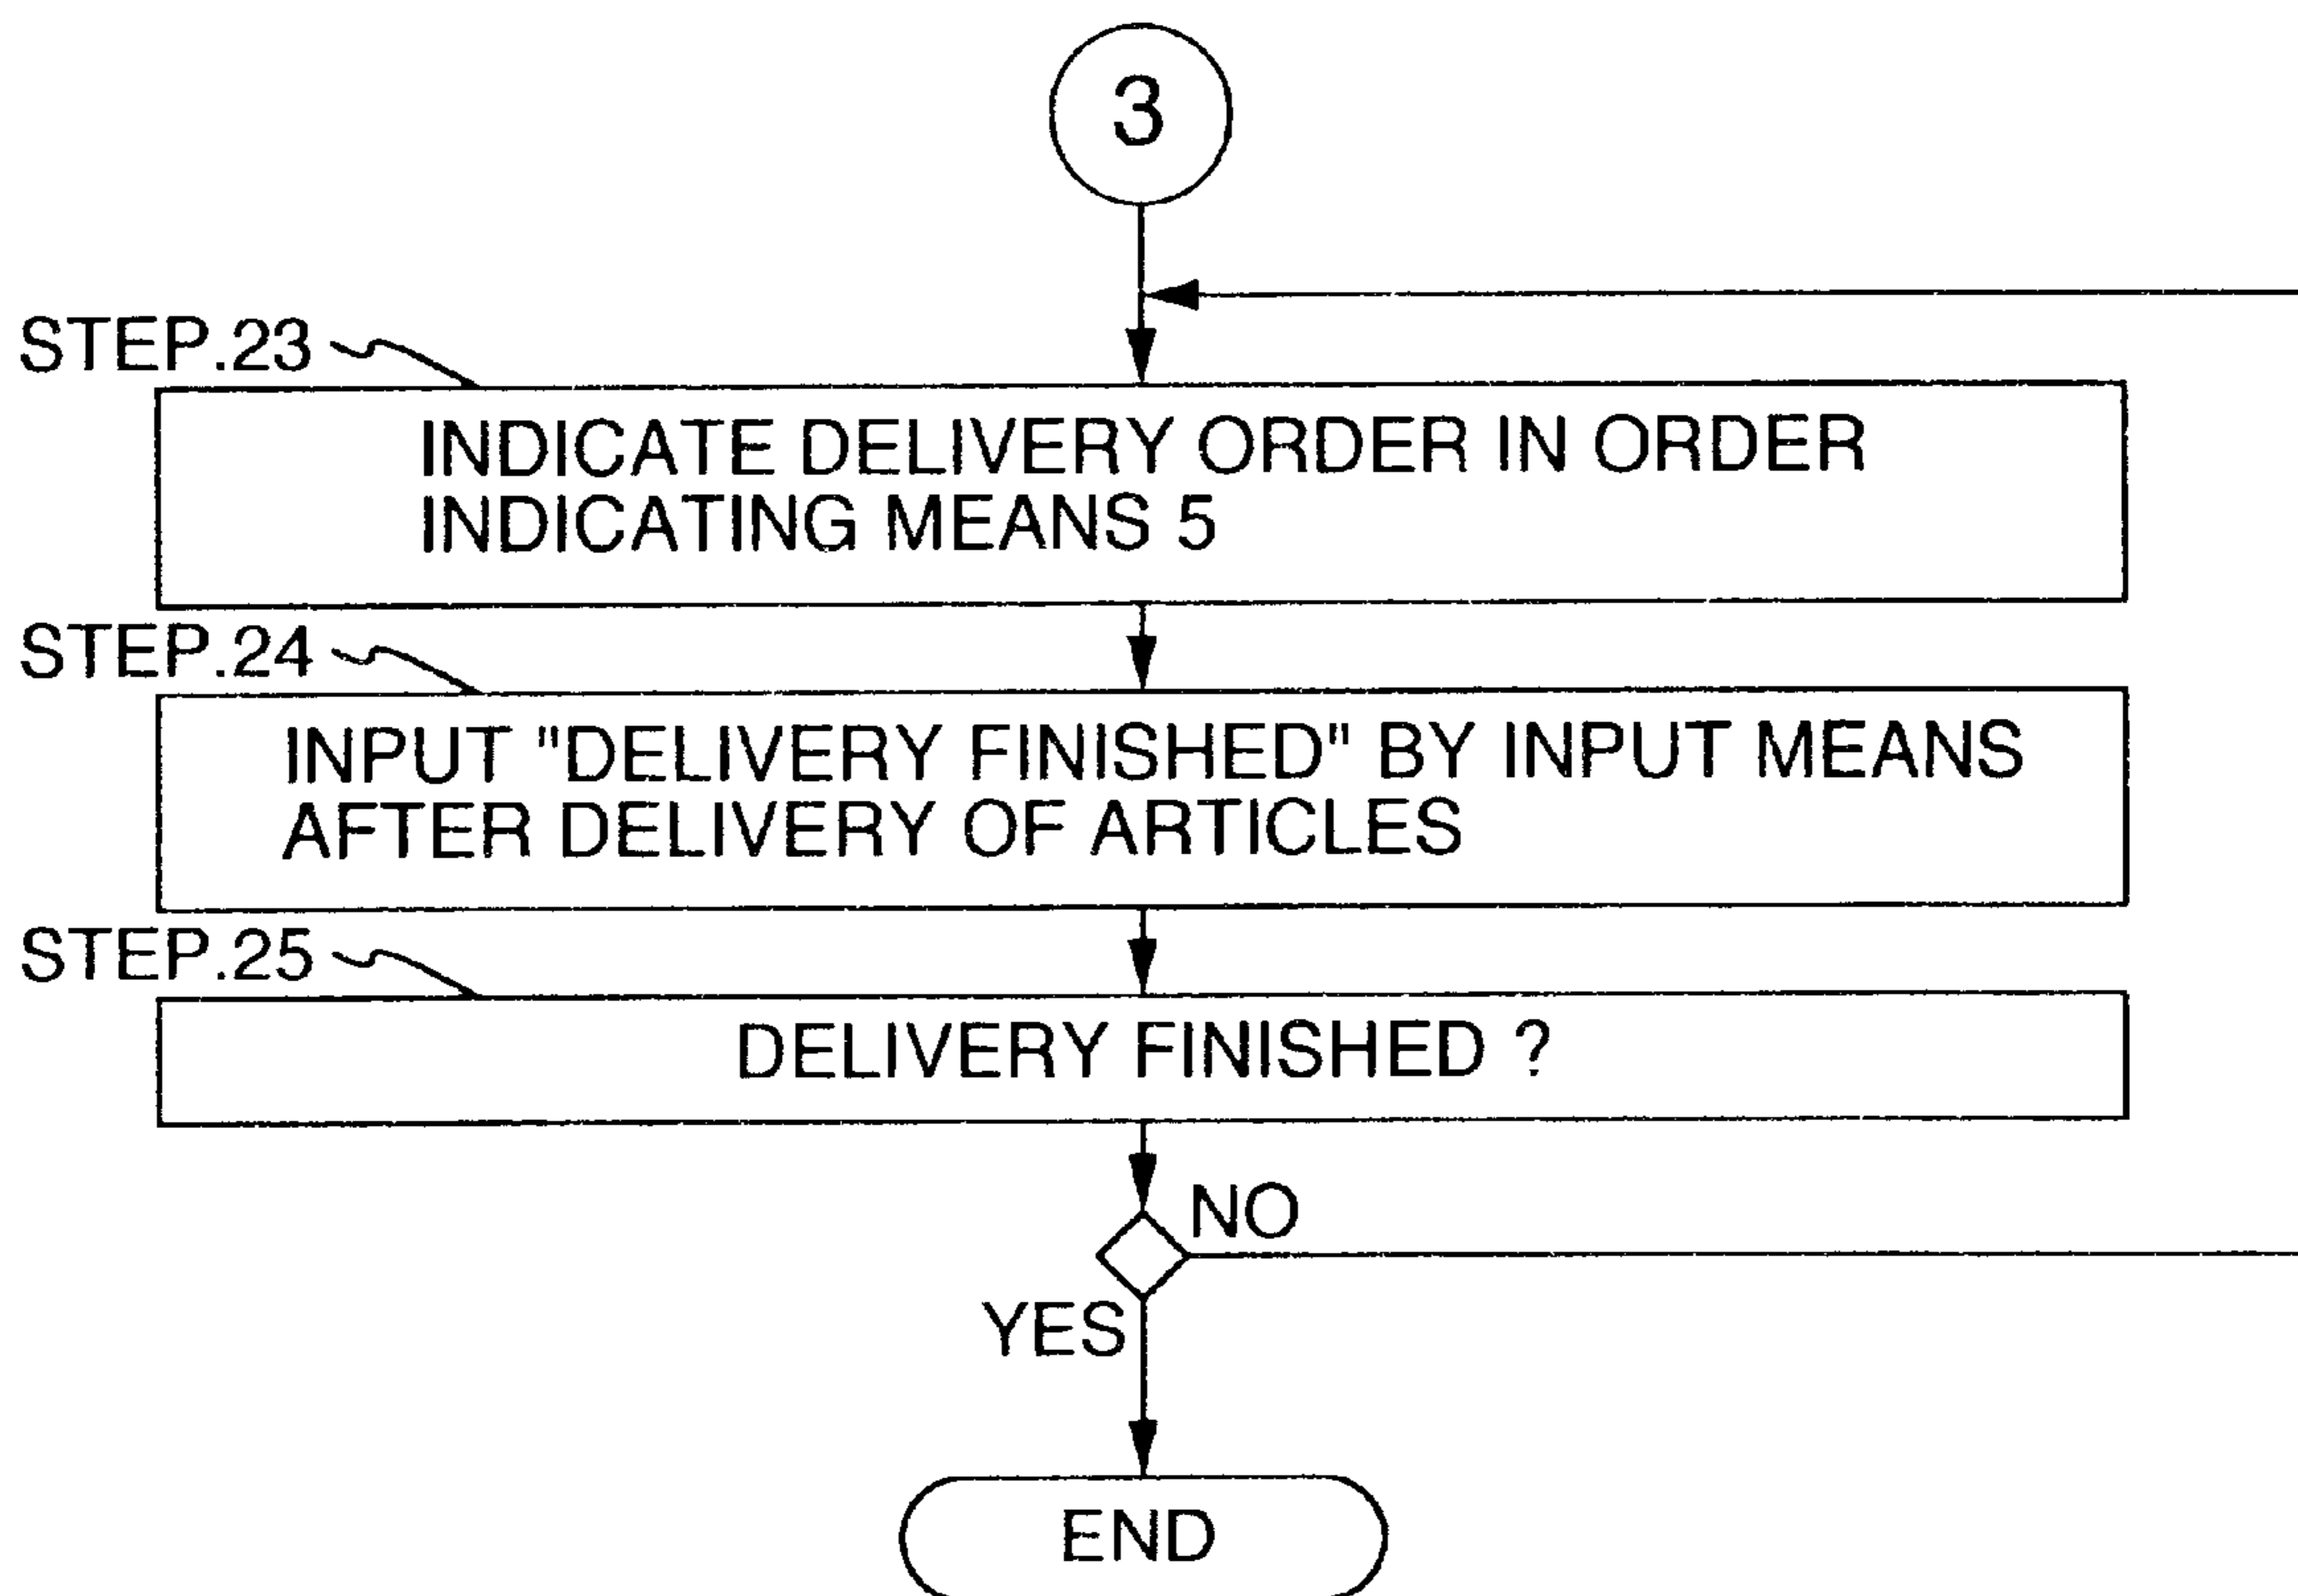 3
STEP.23
INDICATE DELIVERY ORDER IN ORDER
INDICATING MEANS 5
STEP.24
INPUT "DELIVERY FINISHED" BY INPUT MEANS
AFTER DELIVERY OF ARTICLES
STEP.25
DELIVERY FINISHED ?
NO
YES
END